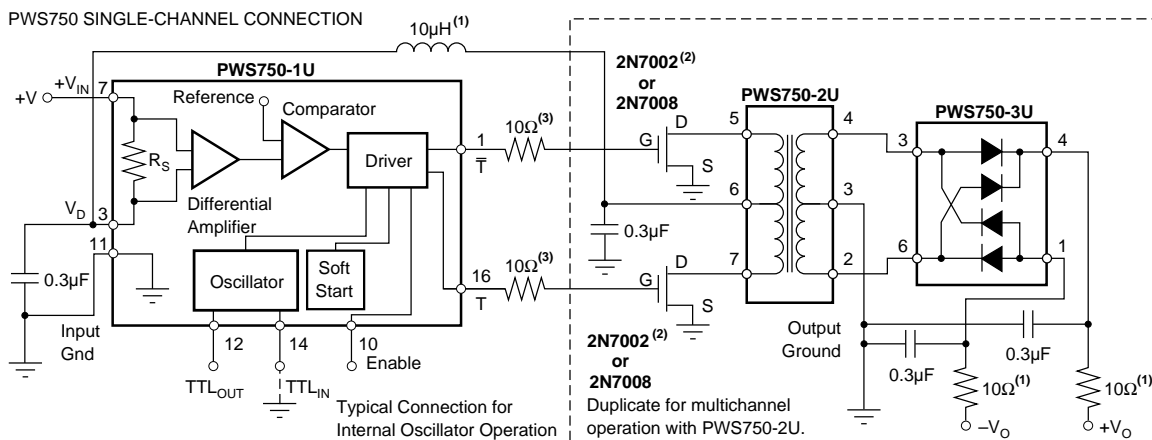 PWS750 SINGLE-CHANNEL CONNECTION
10µH(1)
PWS750-1U
+V
+VIN
7
Reference
Comparator
RS
Differential
Amplifier
Driver
1
T̅
10Ω(3)
VD
3
11
0.3µF
Input
Gnd
Oscillator
Soft
Start
16
T
10Ω(3)
12
14
10
Enable
TTLOUT
TTLIN
Typical Connection for
Internal Oscillator Operation
2N7002(2)
or
2N7008
G
D
S
0.3µF
G
D
S
2N7002(2)
or
2N7008
Duplicate for multichannel
operation with PWS750-2U.
PWS750-2U
5
4
6
3
7
2
PWS750-3U
3
4
6
1
Output
Ground
0.3µF
0.3µF
10Ω(1)
10Ω(1)
–VO
+VO